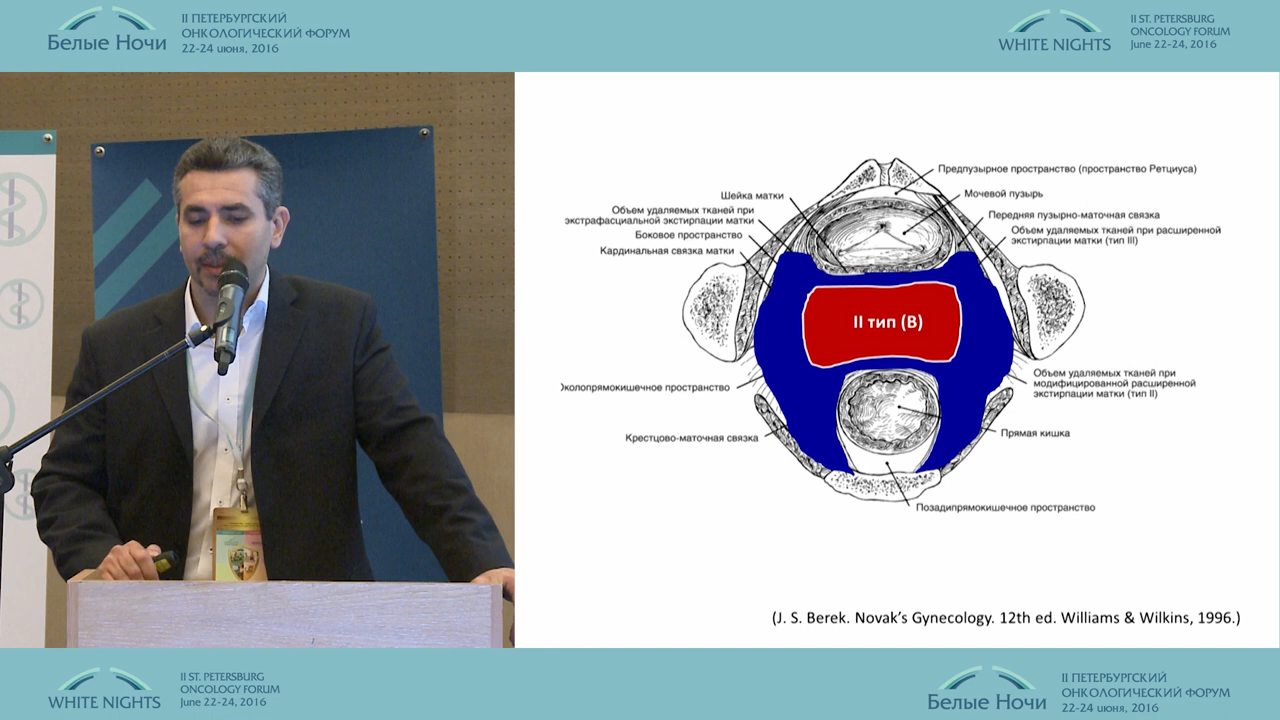 Белые Ночи
II ПЕТЕРБУРГСКИЙ
ОНКОЛОГИЧЕСКИЙ ФОРУМ
22-24 июня, 2016
WHITE NIGHTS
II ST. PETERSBURG
ONCOLOGY FORUM
June 22-24, 2016
Предпузырное пространство (пространство Ретциуса)
Шейка матки
Мочевой пузырь
Объем удаляемых тканей при
экстрафасциальной экстирпации матки
Передняя пузырно-маточная связка
Боковое пространство
Объем удаляемых тканей при расширенной
экстирпации матки (тип III)
Кардинальная связка матки
II тип (B)
Околопрямокишечное пространство
Объем удаляемых тканей при
модифицированной расширенной
экстирпации матки (тип II)
Крестцово-маточная связка
Прямая кишка
Позадипрямокишечное пространство
(J. S. Berek. Novak’s Gynecology. 12th ed. Williams & Wilkins, 1996.)
WHITE NIGHTS
II ST. PETERSBURG
ONCOLOGY FORUM
June 22-24, 2016
Белые Ночи
II ПЕТЕРБУРГСКИЙ
ОНКОЛОГИЧЕСКИЙ ФОРУМ
22-24 июня, 2016